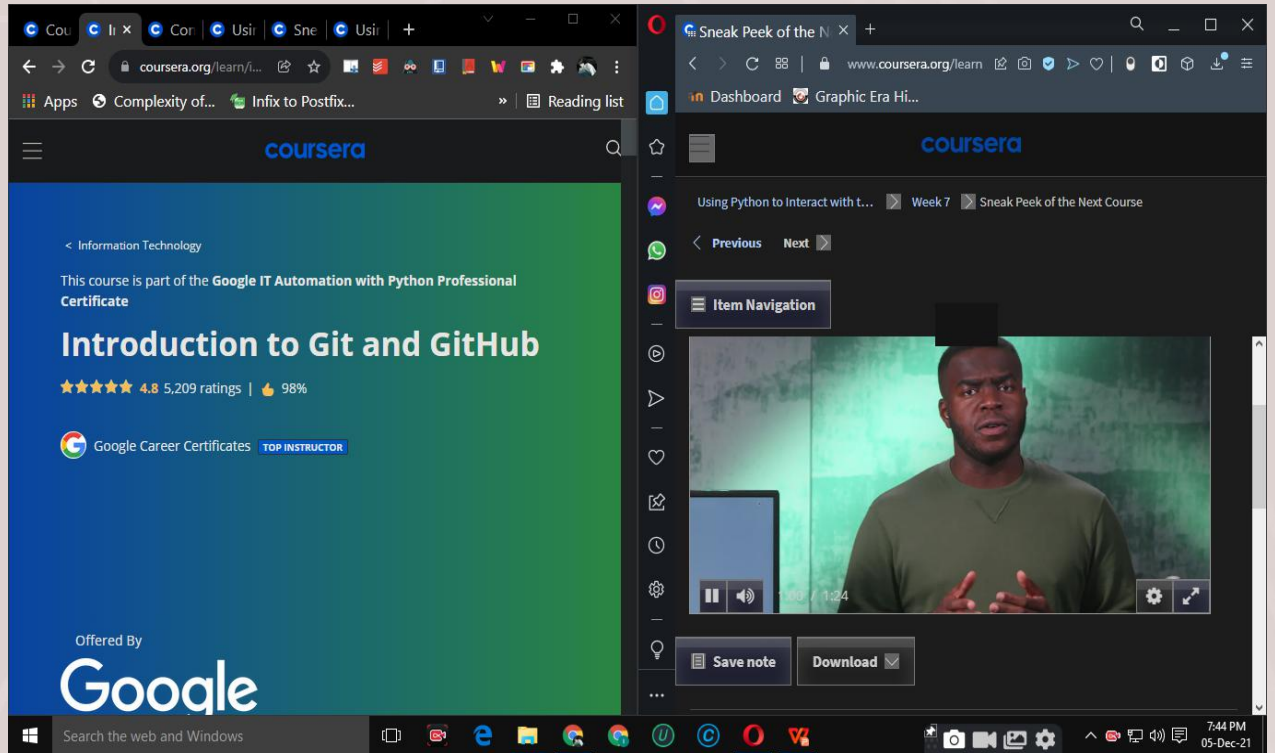 Cou
Con
Usir
Sne
Usir
coursera.org/learn/i...
Apps
Complexity of...
Infix to Postfix...
»
Reading list
coursera
< Information Technology
This course is part of the Google IT Automation with Python Professional
Certificate
Introduction to Git and GitHub
4.8 5,209 ratings | 98%
Google Career Certificates TOP INSTRUCTOR
Offered By
Google
Sneak Peek of the N
www.coursera.org/learn
Dashboard
Graphic Era Hi...
coursera
Using Python to Interact with t... Week 7 Sneak Peek of the Next Course
Previous Next
Item Navigation
1:00 / 1:24
Save note
Download
Search the web and Windows
7:44 PM
05-Dec-21